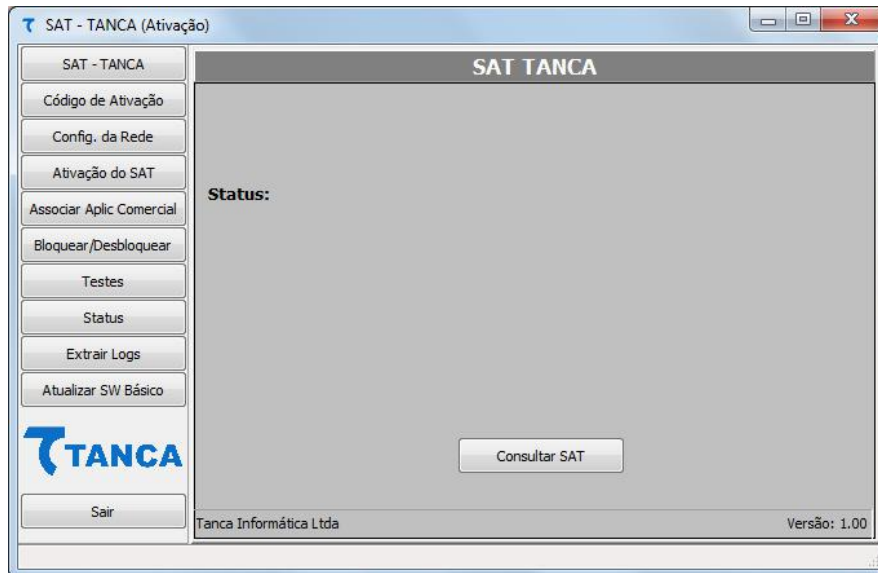 SAT - TANCA (Ativação)
SAT - TANCA
Código de Ativação
Config. da Rede
Ativação do SAT
Associar Aplic Comercial
Bloquear/Desbloquear
Testes
Status
Extrair Logs
Atualizar SW Básico
TANCA
Sair
SAT TANCA
Status:
Consultar SAT
Tanca Informática Ltda
Versão: 1.00